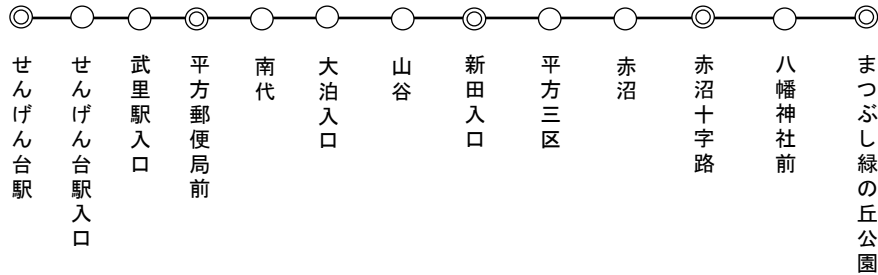 せんげん台駅
せんげん台駅入口
武里駅入口
平方郵便局前
南代
大泊入口
山谷
新田入口
平方三区
赤沼
赤沼十字路
八幡神社前
まつぶし緑の丘公園